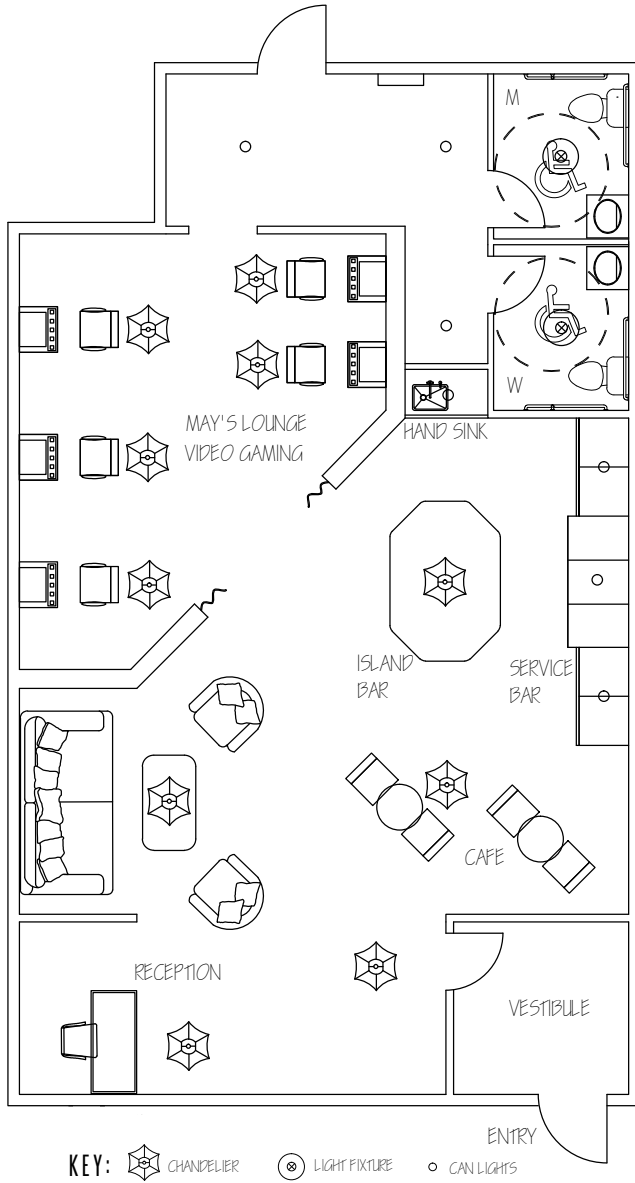 M
W
MAY'S LOUNGE
VIDEO GAMING
HAND SINK
ISLAND
BAR
SERVICE
BAR
CAFE
RECEPTION
VESTIBULE
ENTRY
KEY: CHANDELIER LIGHT FIXTURE CAN LIGHTS